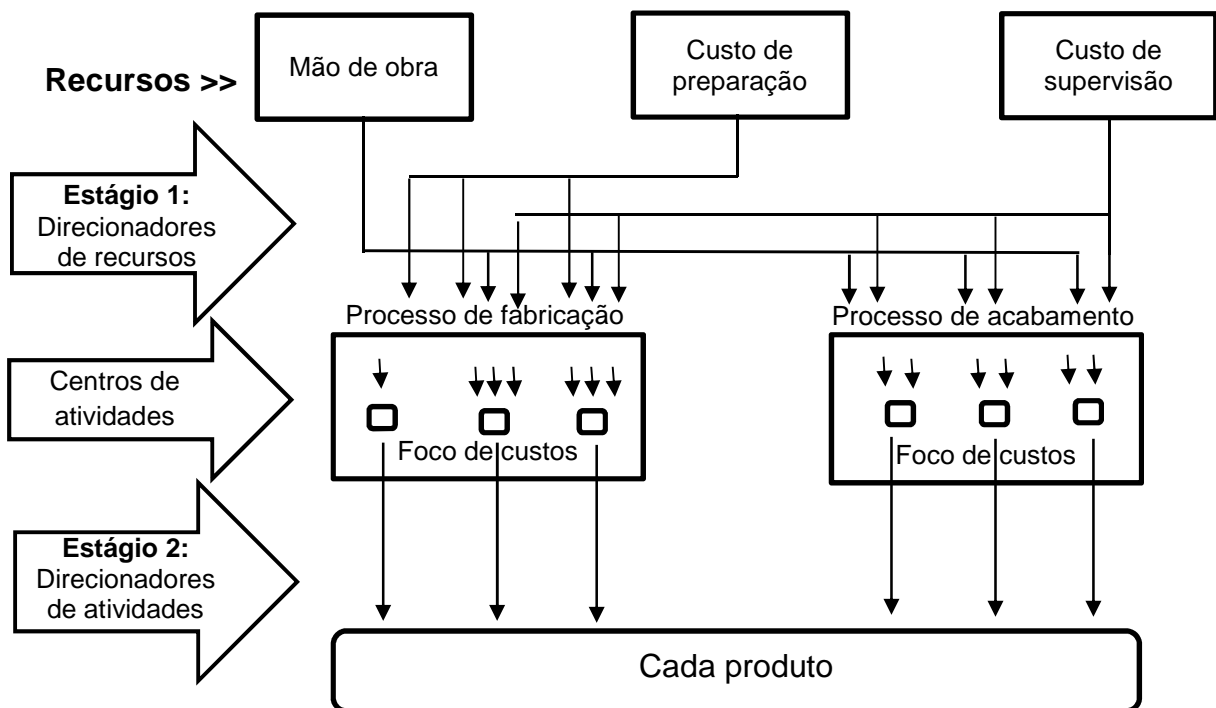 Mão de obra
Custo de
preparação
Custo de
supervisão
Recursos >>
Estágio 1:
Direcionadores
de recursos
Processo de fabricação
Processo de acabamento
Centros de
atividades
Foco de custos
Foco de custos
Estágio 2:
Direcionadores
de atividades
Cada produto